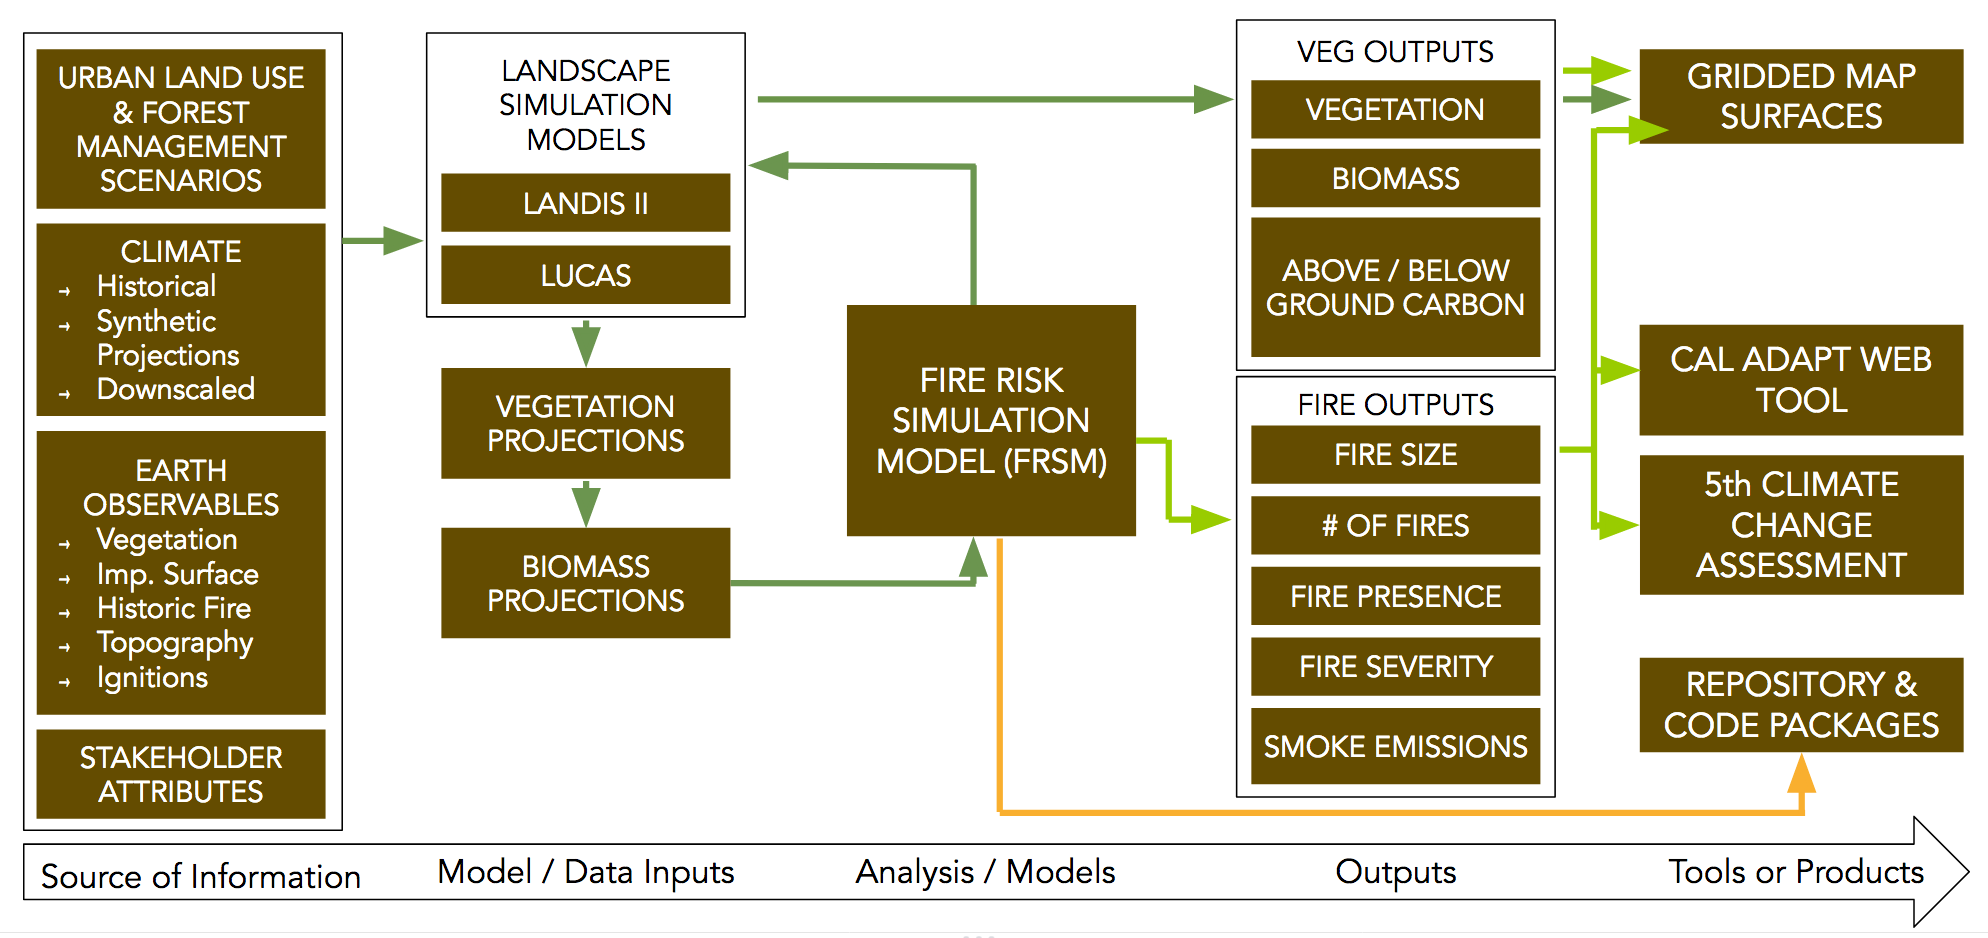 URBAN LAND USE
& FOREST
MANAGEMENT
SCENARIOS
CLIMATE
→ Historical
→ Synthetic
Projections
→ Downscaled
EARTH
OBSERVABLES
→ Vegetation
→ Imp. Surface
→ Historic Fire
→ Topography
→ Ignitions
STAKEHOLDER
ATTRIBUTES
LANDSCAPE
SIMULATION
MODELS
LANDIS II
LUCAS
VEGETATION
PROJECTIONS
BIOMASS
PROJECTIONS
FIRE RISK
SIMULATION
MODEL (FRSM)
VEG OUTPUTS
VEGETATION
BIOMASS
ABOVE / BELOW
GROUND CARBON
FIRE OUTPUTS
FIRE SIZE
# OF FIRES
FIRE PRESENCE
FIRE SEVERITY
SMOKE EMISSIONS
GRIDDED MAP
SURFACES
CAL ADAPT WEB
TOOL
5th CLIMATE
CHANGE
ASSESSMENT
REPOSITORY &
CODE PACKAGES
Source of Information
Model / Data Inputs
Analysis / Models
Outputs
Tools or Products